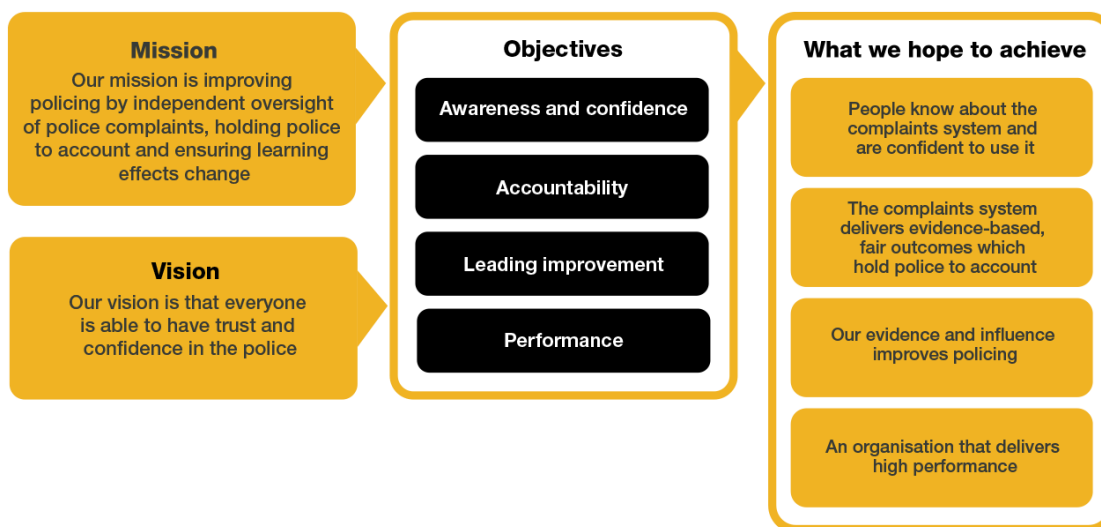 Mission
Our mission is improving
policing by independent oversight
of police complaints, holding police
to account and ensuring learning
effects change
Vision
Our vision is that everyone
is able to have trust and
confidence in the police
Objectives
Awareness and confidence
Accountability
Leading improvement
Performance
What we hope to achieve
People know about the
complaints system and
are confident to use it
The complaints system
delivers evidence-based,
fair outcomes which
hold police to account
Our evidence and influence
improves policing
An organisation that delivers
high performance